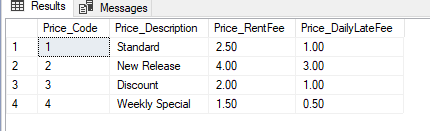 Results Messages
Price_Code Price_Description Price_RentFee Price_DailyLateFee
1 1 Standard 2.50 1.00
2 2 New Release 4.00 3.00
3 3 Discount 2.00 1.00
4 4 Weekly Special 1.50 0.50